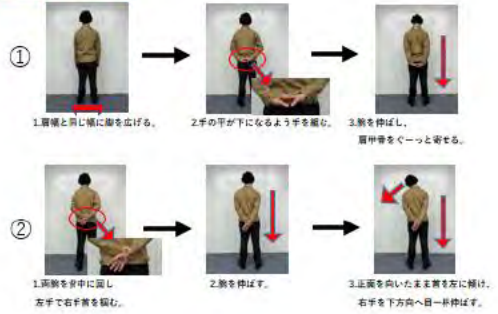 ①
1.肩幅と同じ幅に脚を広げる。
2.手の平が下になるよう手を組む。
3.腕を伸ばし、
肩甲骨をぐーっと寄せる。
②
1.両腕を背中に回し
左手で右手首を掴む。
2.腕を伸ばす。
3.正面を向いたまま首を左に傾け、
右手を下方向へ目一杯伸ばす。